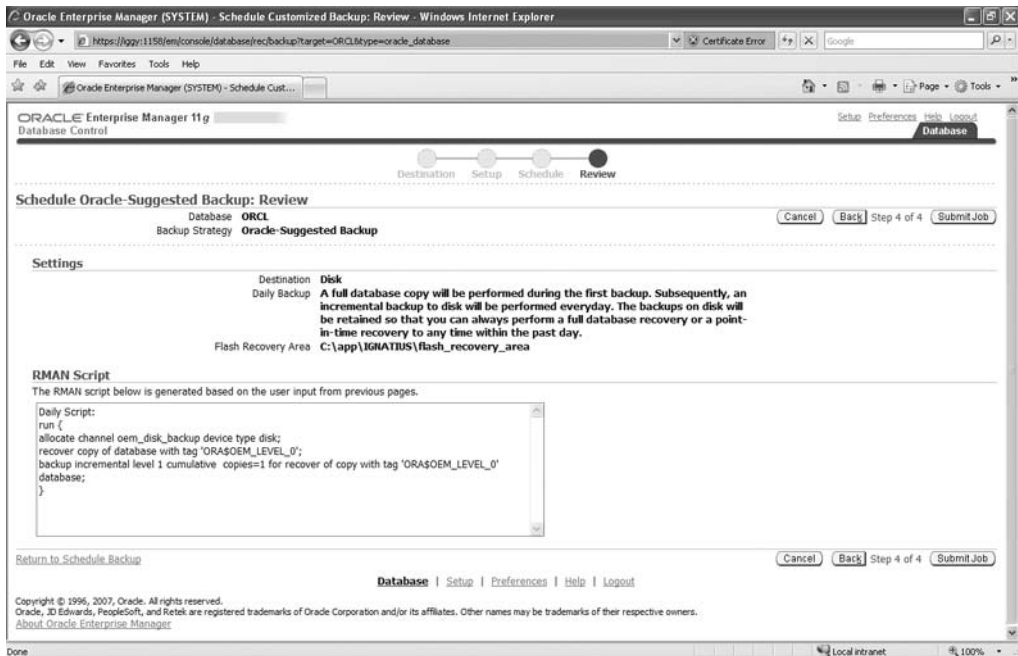 Oracle Enterprise Manager (SYSTEM) - Schedule Customized Backup: Review - Windows Internet Explorer
https://iggy:1158/em/console/database/rec/backup?target=ORCL&type=oracle_database
Certificate Error
Google
File Edit View Favorites Tools Help
Oracle Enterprise Manager (SYSTEM) - Schedule Cust...
Page Tools
ORACLE Enterprise Manager 11g
Database Control
Setup Preferences Help Logout
Database
Destination Setup Schedule Review
Schedule Oracle-Suggested Backup: Review
Database ORCL
Backup Strategy Oracle-Suggested Backup
Cancel Back Step 4 of 4 Submit Job
Settings
Destination Disk
Daily Backup A full database copy will be performed during the first backup. Subsequently, an
incremental backup to disk will be performed everyday. The backups on disk will
be retained so that you can always perform a full database recovery or a point-
in-time recovery to any time within the past day.
Flash Recovery Area C:\app\IGNATIUS\flash_recovery_area
RMAN Script
The RMAN script below is generated based on the user input from previous pages.
Daily Script:
run {
allocate channel oem_disk_backup device type disk;
recover copy of database with tag 'ORA$OEM_LEVEL_0';
backup incremental level 1 cumulative copies=1 for recover of copy with tag 'ORA$OEM_LEVEL_0'
database;
}
Return to Schedule Backup
Cancel Back Step 4 of 4 Submit Job
Database | Setup | Preferences | Help | Logout
Copyright © 1996, 2007, Oracle. All rights reserved.
Oracle, JD Edwards, PeopleSoft, and Retek are registered trademarks of Oracle Corporation and/or its affiliates. Other names may be trademarks of their respective owners.
About Oracle Enterprise Manager
Done
Local intranet
100%